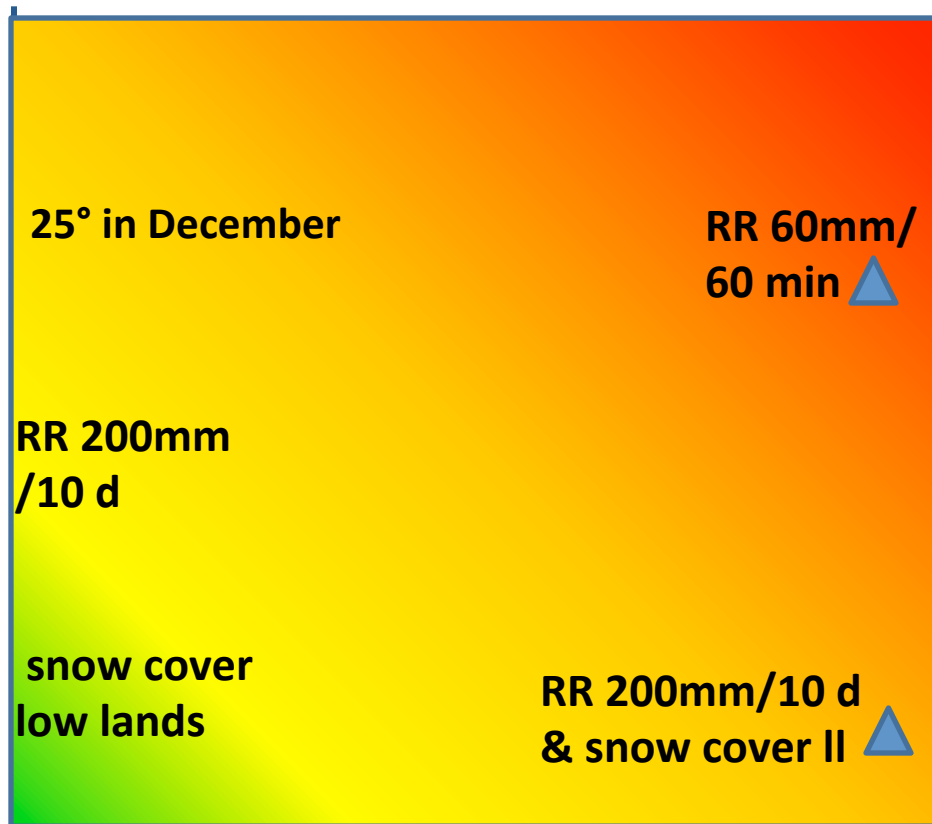 25° in December
RR 60mm/
60 min
RR 200mm
/10 d
snow cover
low lands
RR 200mm/10 d
& snow cover ll